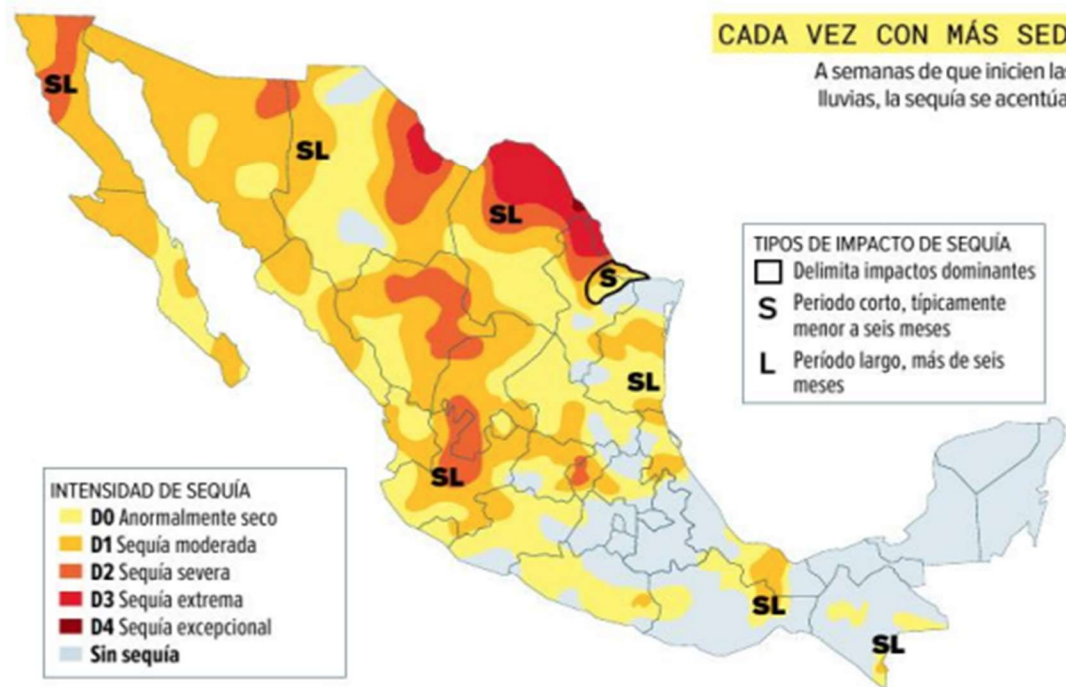 CADA VEZ CON MÁS SED
A semanas de que inicien las
lluvias, la sequía se acentúa
SL
SL
SL
S
SL
SL
SL
SL
TIPOS DE IMPACTO DE SEQUÍA
Delimita impactos dominantes
S Periodo corto, típicamente
menor a seis meses
L Período largo, más de seis
meses
INTENSIDAD DE SEQUÍA
D0 Anormalmente seco
D1 Sequía moderada
D2 Sequía severa
D3 Sequía extrema
D4 Sequía excepcional
Sin sequía